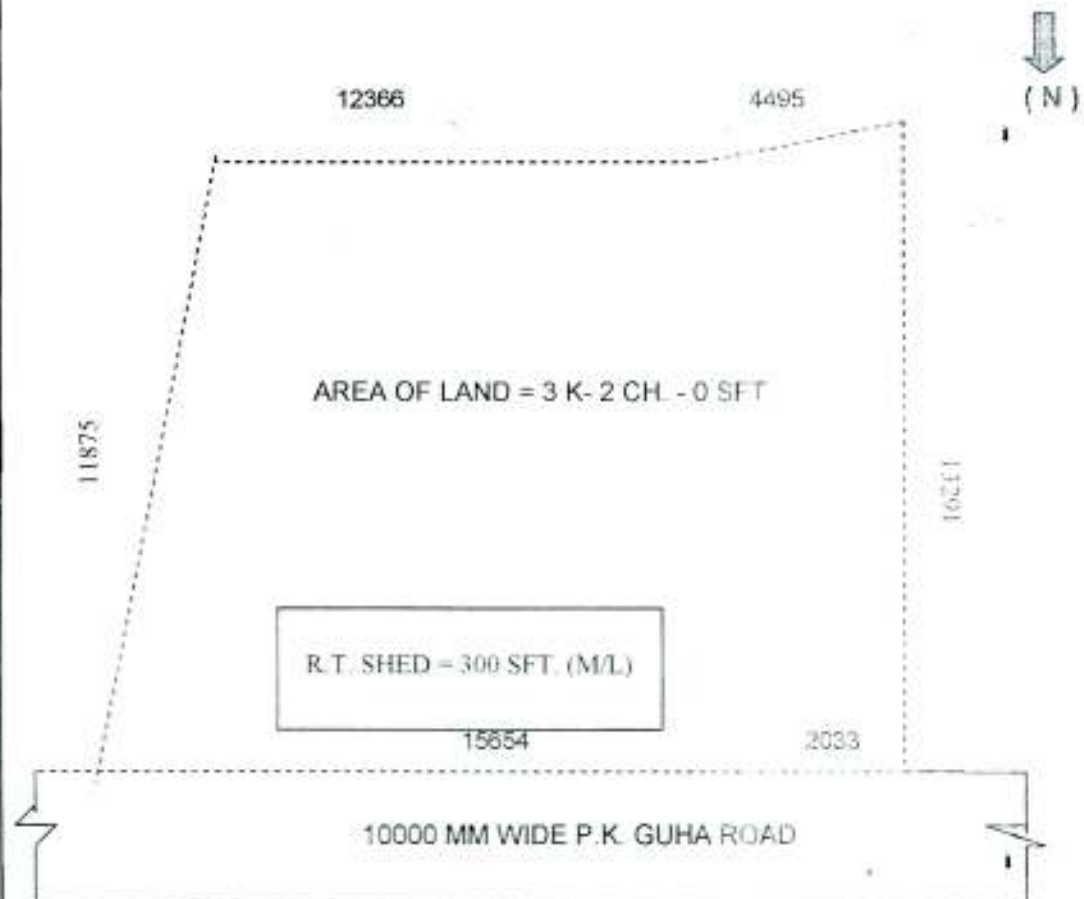 12366
4495
( N )
AREA OF LAND = 3 K- 2 CH. - 0 SFT
11875
R.T. SHED = 300 SFT. (M/L)
15654
2033
10000 MM WIDE P.K. GUHA ROAD